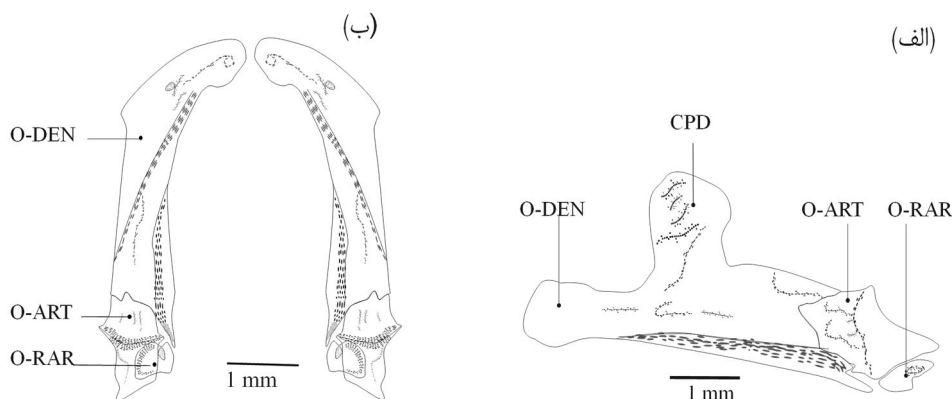 (ب)
O-DEN
O-ART
O-RAR
1 mm
(الف)
CPD
O-DEN
O-ART
O-RAR
1 mm